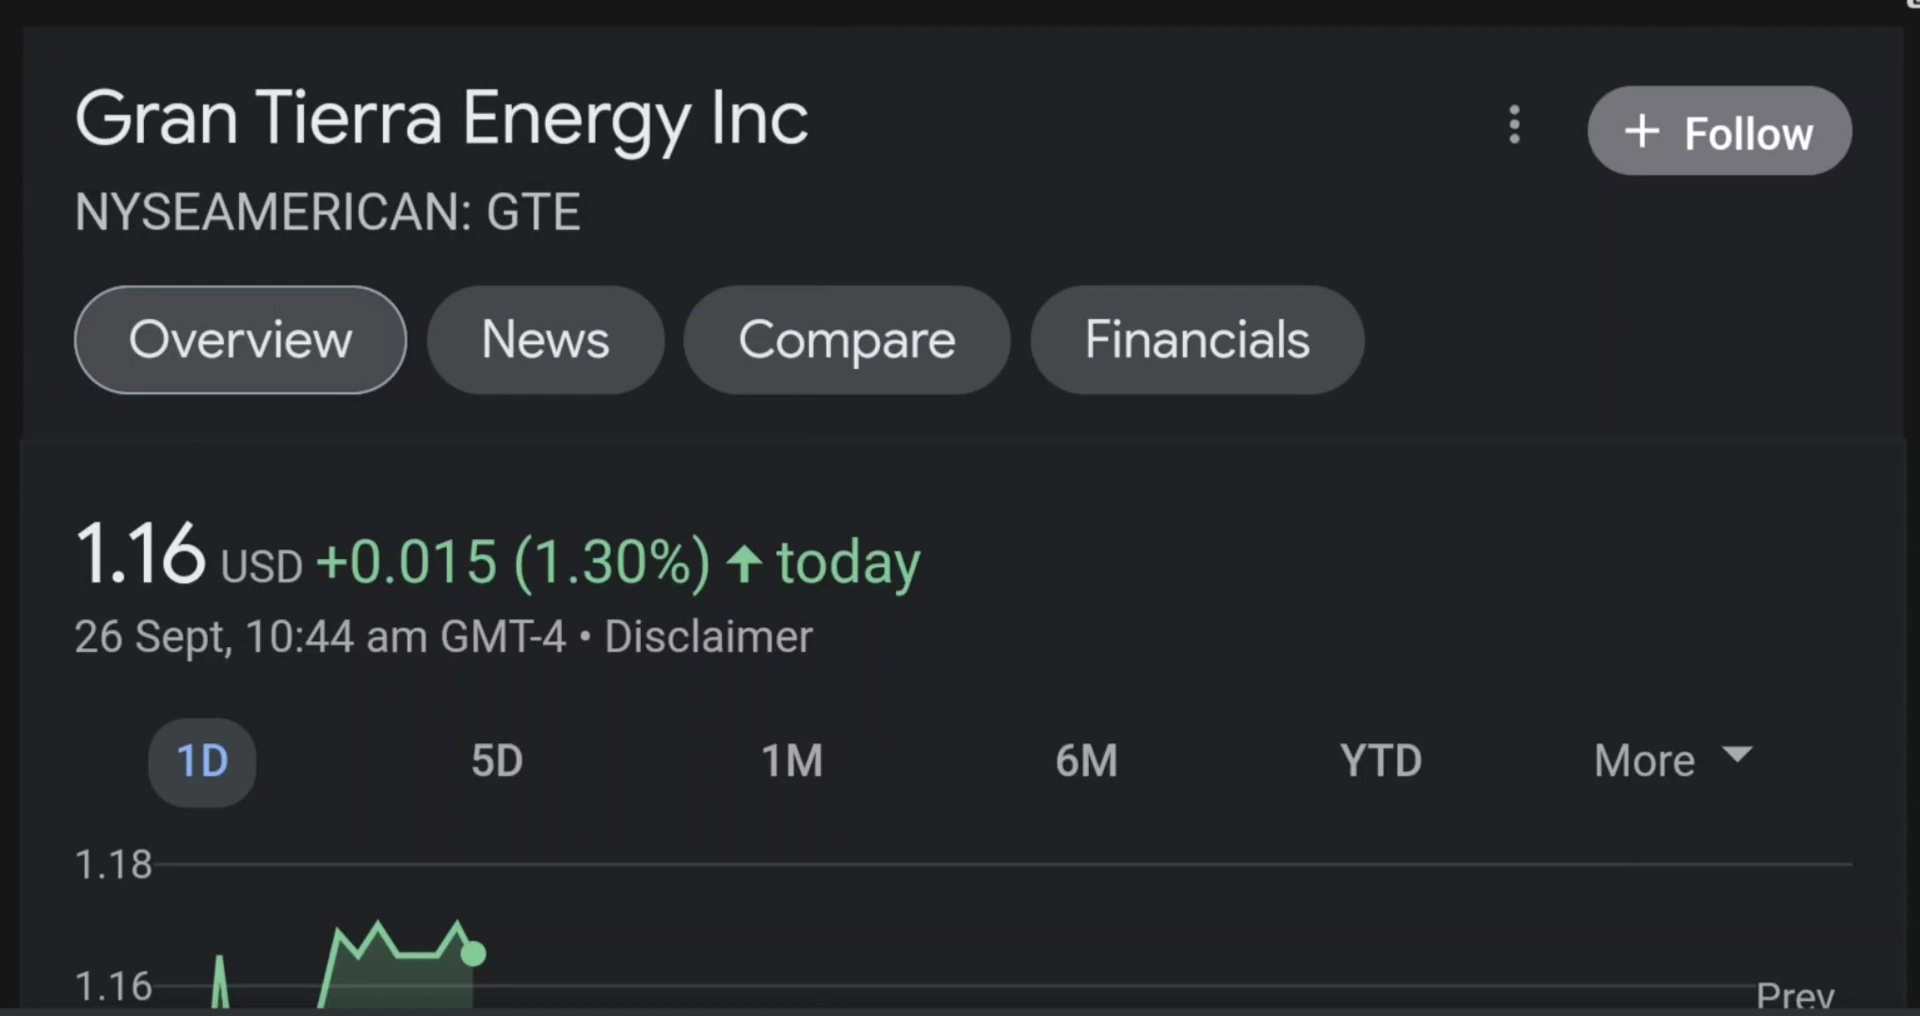 Gran Tierra Energy Inc
+ Follow
NYSEAMERICAN: GTE
Overview News Compare Financials
1.16 USD +0.015 (1.30%) ↑ today
26 Sept, 10:44 am GMT-4 • Disclaimer
1D 5D 1M 6M YTD More
1.18
1.16
Prev